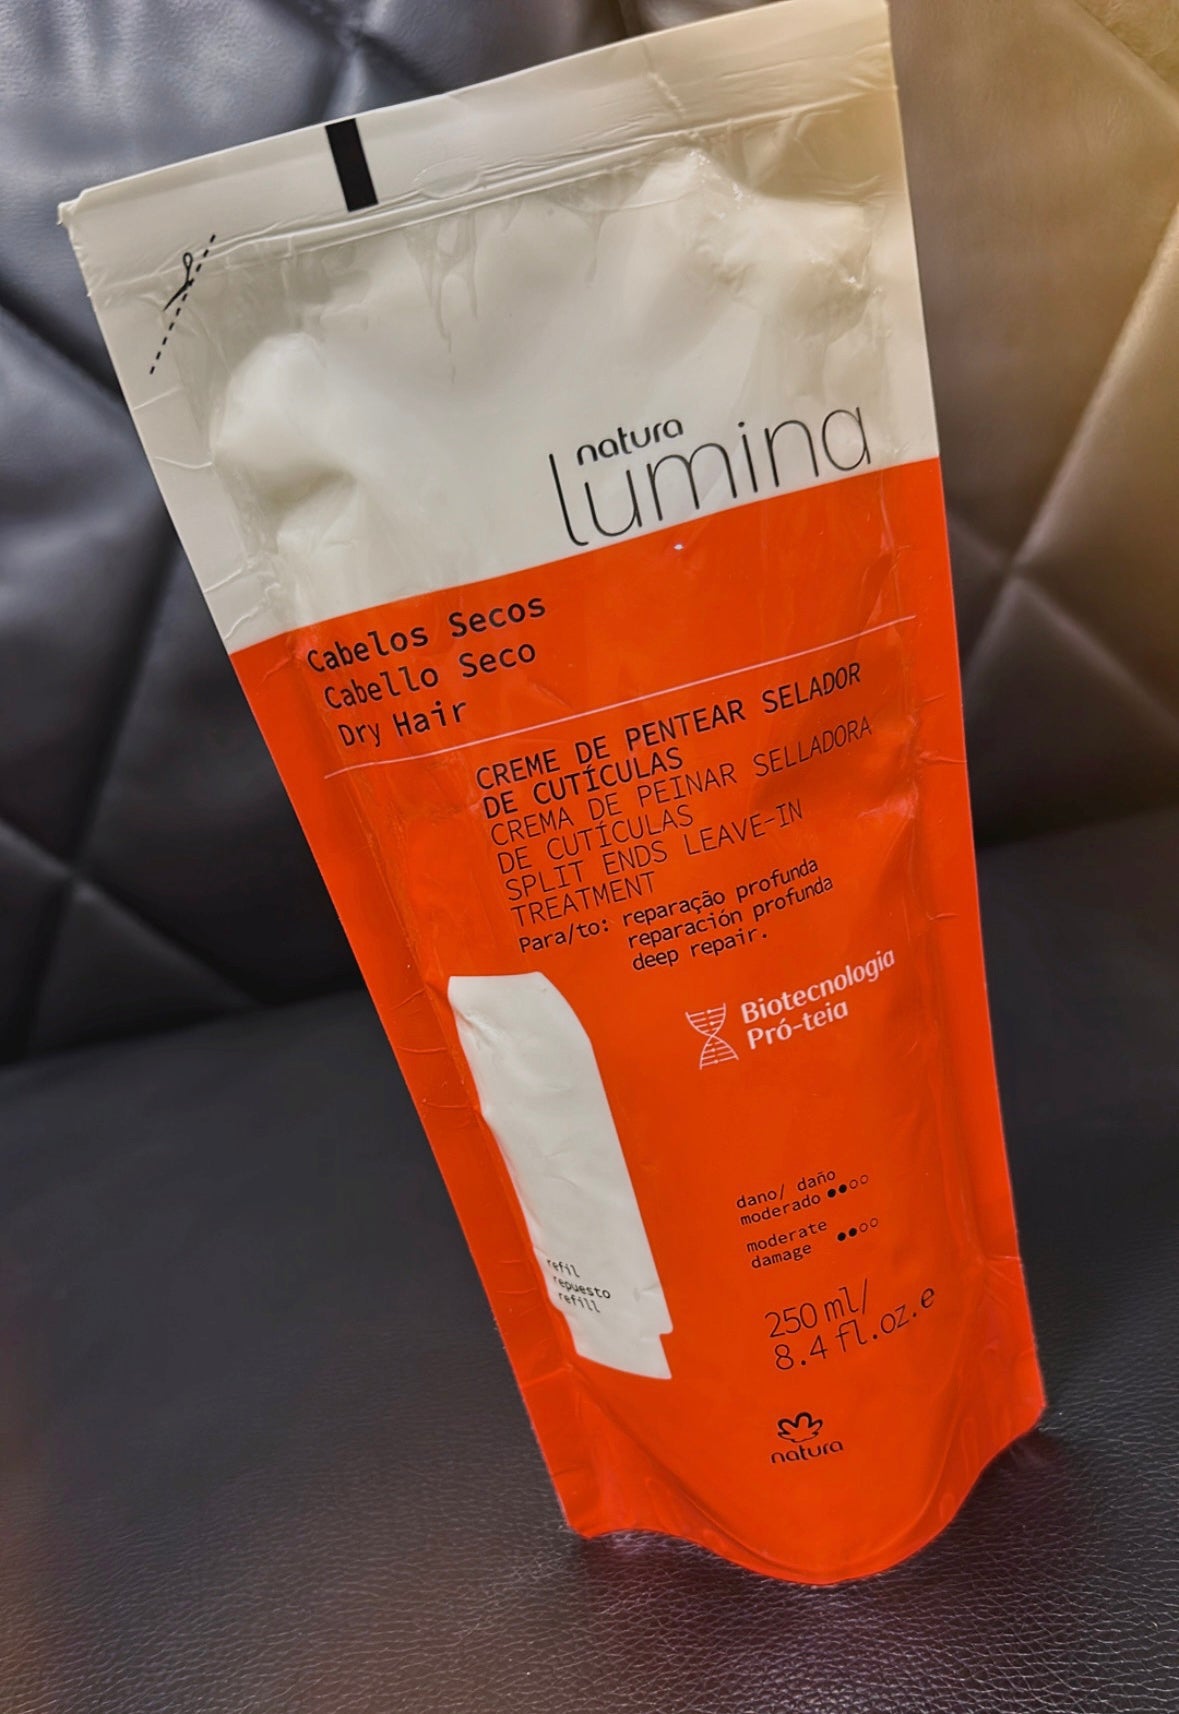 natura
lumina
Cabelos Secos
Cabello Seco
Dry Hair
CREME DE PENTEAR SELADOR
DE CUTÍCULAS
CREMA DE PEINAR SELLADORA
DE CUTÍCULAS
SPLIT ENDS LEAVE-IN
TREATMENT
Para/to: reparação profunda
reparación profunda
deep repair.
Biotecnologia
Pró-teia
dano/ daño
moderado
moderate
damage
refil
repuesto
refill
250 ml/
8.4 fl.oz.e
natura